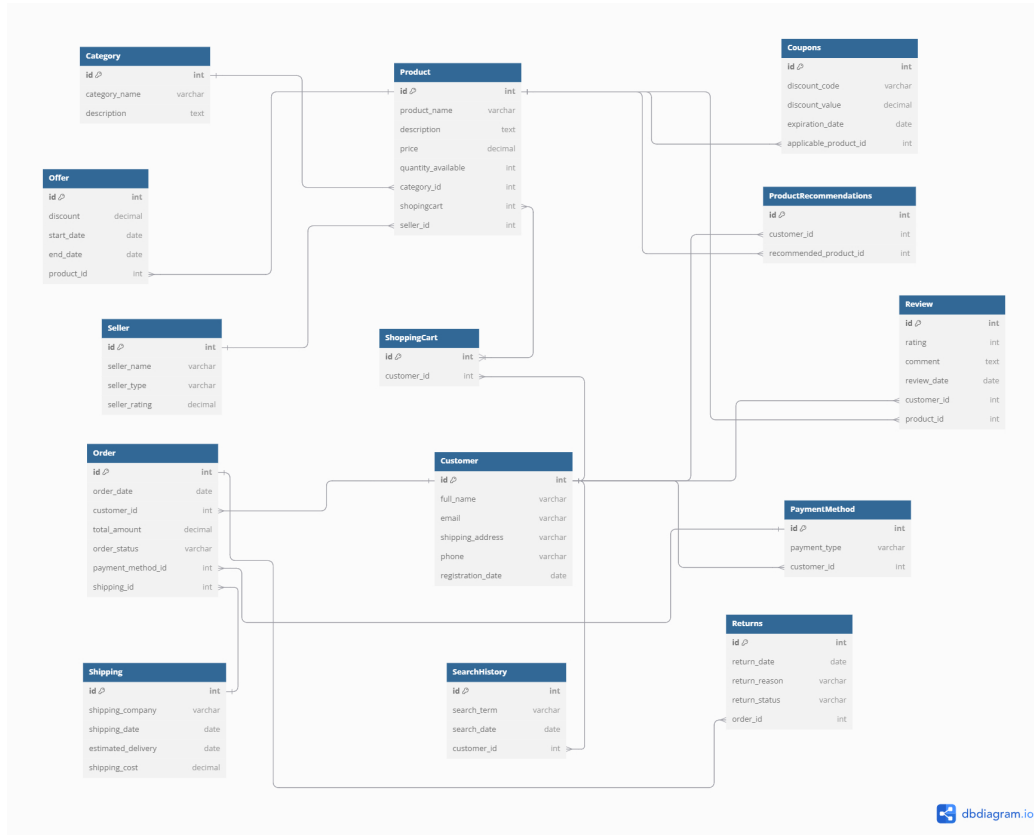 Category
id int
category_name varchar
description text
Product
id int
product_name varchar
description text
price decimal
quantity_available int
category_id int
shopingcart int
seller_id int
Coupons
id int
discount_code varchar
discount_value decimal
expiration_date date
applicable_product_id int
Offer
id int
discount decimal
start_date date
end_date date
product_id int
ProductRecommendations
id int
customer_id int
recommended_product_id int
Seller
id int
seller_name varchar
seller_type varchar
seller_rating decimal
ShoppingCart
id int
customer_id int
Review
id int
rating int
comment text
review_date date
customer_id int
product_id int
Order
id int
order_date date
customer_id int
total_amount decimal
order_status varchar
payment_method_id int
shipping_id int
Customer
id int
full_name varchar
email varchar
shipping_address varchar
phone varchar
registration_date date
PaymentMethod
id int
payment_type varchar
customer_id int
Returns
id int
return_date date
return_reason varchar
return_status varchar
order_id int
Shipping
id int
shipping_company varchar
shipping_date date
estimated_delivery date
shipping_cost decimal
SearchHistory
id int
search_term varchar
search_date date
customer_id int
dbdiagram.io